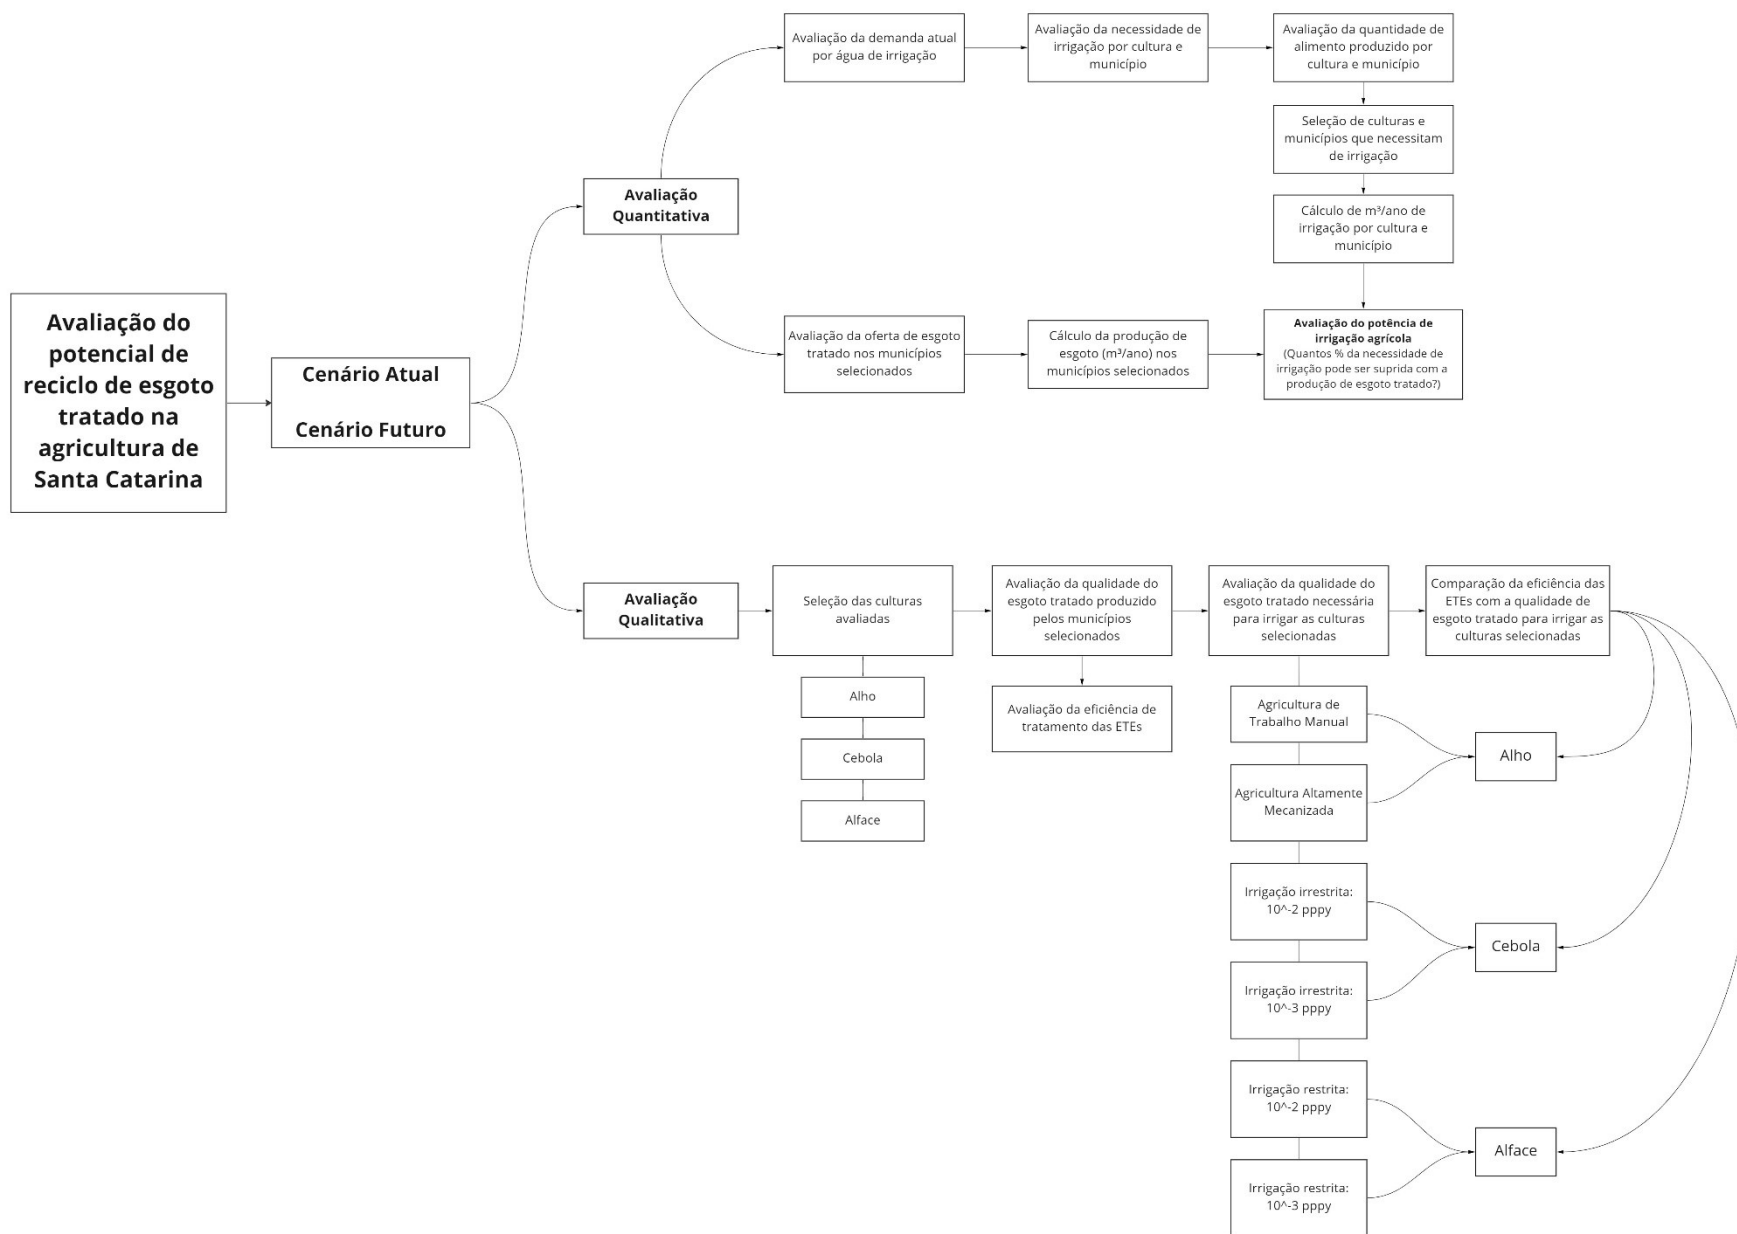 Avaliação do
potencial de
reciclo de esgoto
tratado na
agricultura de
Santa Catarina
Cenário Atual
Cenário Futuro
Avaliação
Quantitativa
Avaliação da demanda atual
por água de irrigação
Avaliação da necessidade de
irrigação por cultura e
município
Avaliação da quantidade de
alimento produzido por
cultura e município
Seleção de culturas e
municípios que necessitam
de irrigação
Cálculo de m³/ano de
irrigação por cultura e
município
Avaliação da oferta de esgoto
tratado nos municípios
selecionados
Cálculo da produção de
esgoto (m³/ano) nos
municípios selecionados
Avaliação do potência de
irrigação agrícola
(Quantos % da necessidade de
irrigação pode ser suprida com a
produção de esgoto tratado?)
Avaliação
Qualitativa
Seleção das culturas
avaliadas
Alho
Cebola
Alface
Avaliação da qualidade do
esgoto tratado produzido
pelos municípios
selecionados
Avaliação da eficiência de
tratamento das ETEs
Avaliação da qualidade do
esgoto tratado necessária
para irrigar as culturas
selecionadas
Agricultura de
Trabalho Manual
Agricultura Altamente
Mecanizada
Irrigação irrestrita:
10^-2 pppy
Irrigação irrestrita:
10^-3 pppy
Irrigação restrita:
10^-2 pppy
Irrigação restrita:
10^-3 pppy
Comparação da eficiência das
ETEs com a qualidade de
esgoto tratado para irrigar as
culturas selecionadas
Alho
Cebola
Alface